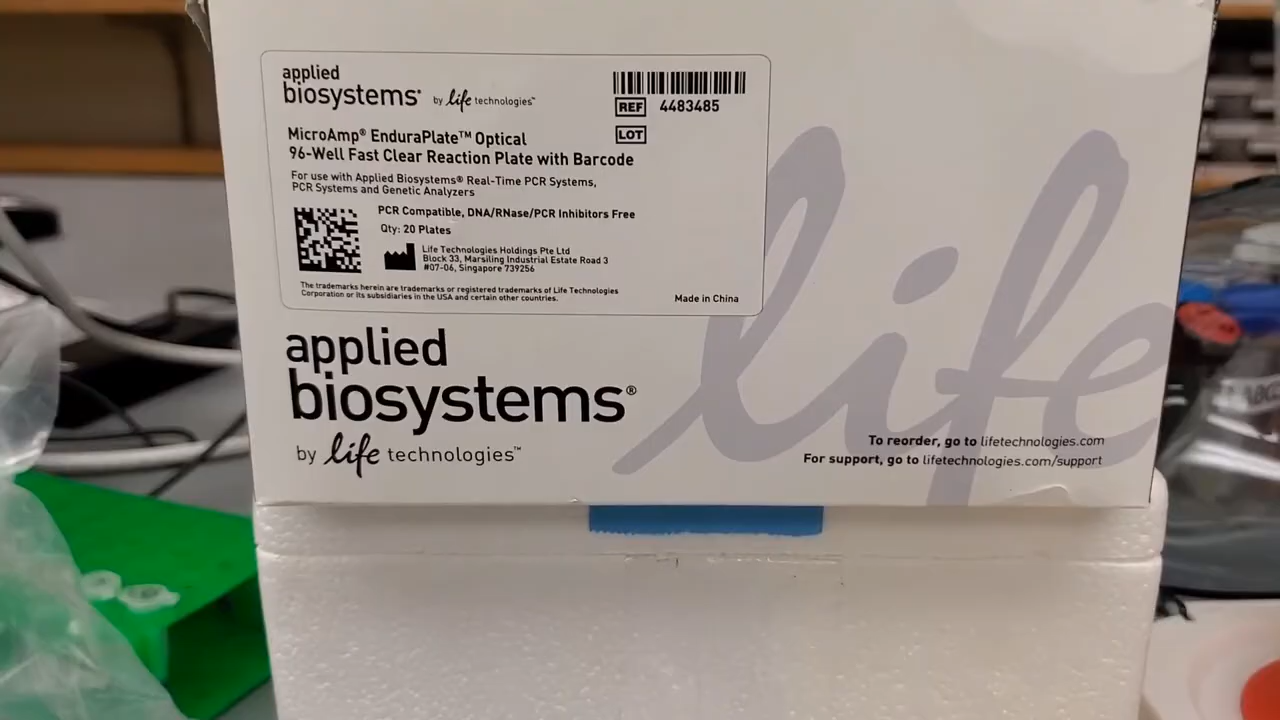 applied
biosystems® by life technologies™
REF 4483485
LOT
MicroAmp® EnduraPlate™ Optical
96-Well Fast Clear Reaction Plate with Barcode
For use with Applied Biosystems® Real-Time PCR Systems,
PCR Systems and Genetic Analyzers
PCR Compatible, DNA/RNase/PCR Inhibitors Free
Qty: 20 Plates
Life Technologies Holdings Pte Ltd
Block 33, Marsiling Industrial Estate Road 3
#07-06, Singapore 739256
The trademarks herein are trademarks or registered trademarks of Life Technologies
Corporation or its subsidiaries in the USA and certain other countries.
Made in China
applied
biosystems®
by life technologies™
life
To reorder, go to lifetechnologies.com
For support, go to lifetechnologies.com/support